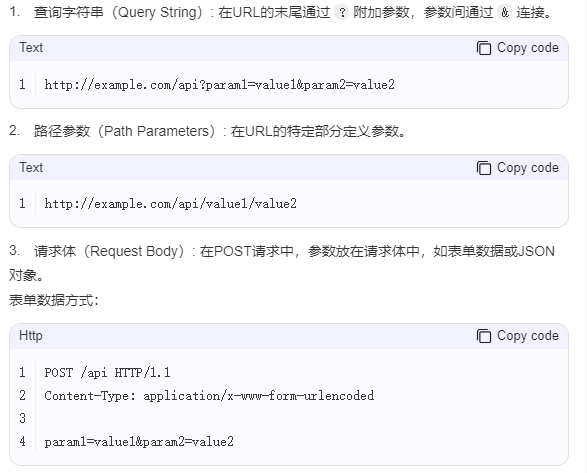 1. 查询字符串（Query String）: 在URL的末尾通过 ? 附加参数，参数间通过 & 连接。
Text Copy code
1 http://example.com/api?param1=value1&param2=value2
2. 路径参数（Path Parameters）: 在URL的特定部分定义参数。
Text Copy code
1 http://example.com/api/value1/value2
3. 请求体（Request Body）: 在POST请求中，参数放在请求体中，如表单数据或JSON
对象。
表单数据方式：
Http Copy code
1 POST /api HTTP/1.1
2 Content-Type: application/x-www-form-urlencoded
3
4 param1=value1&param2=value2